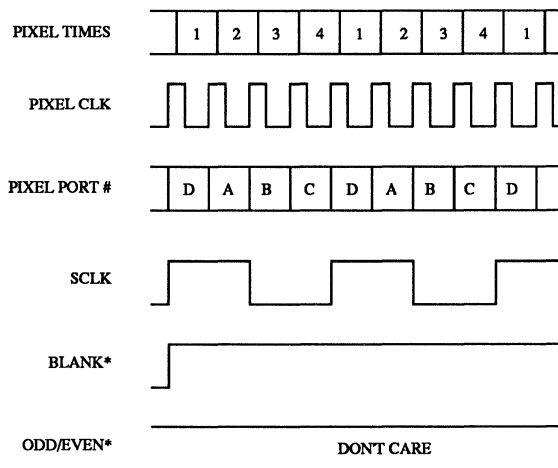 PIXEL TIMES 1 2 3 4 1 2 3 4 1
PIXEL CLK
PIXEL PORT # D A B C D A B C D
SCLK
BLANK*
ODD/EVEN* DON'T CARE